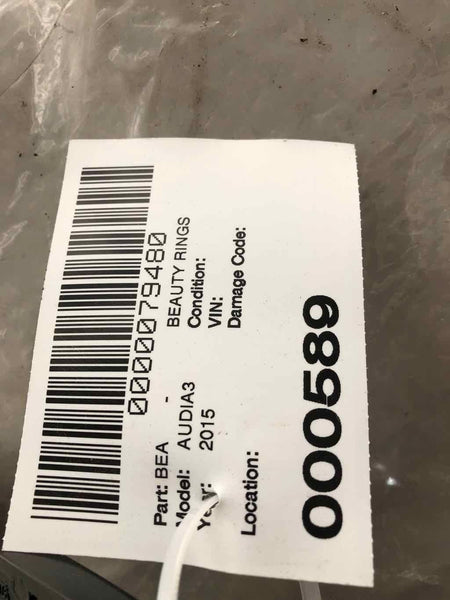 0000079480
Part: BEA - BEAUTY RINGS
Model: AUDIA3 Condition:
Year: 2015 VIN:
Damage Code:
Location:
000589